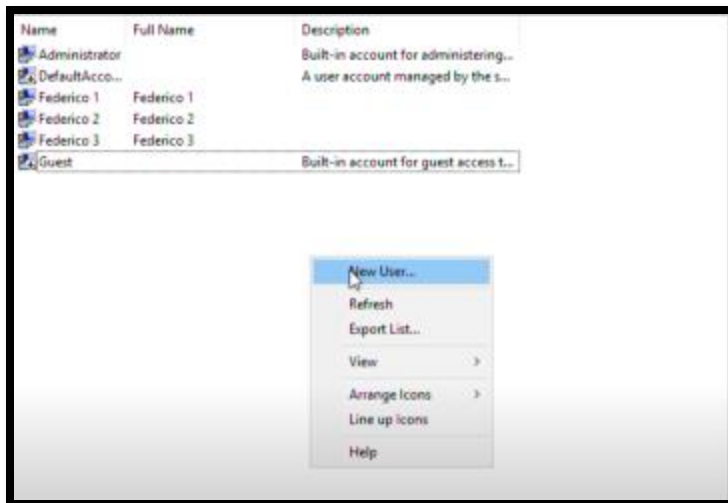 Name Full Name Description
Administrator Built-in account for administering...
DefaultAcco... A user account managed by the s...
Federico 1 Federico 1
Federico 2 Federico 2
Federico 3 Federico 3
Guest Built-in account for guest access t...
New User...
Refresh
Export List...
View
Arrange Icons
Line up Icons
Help